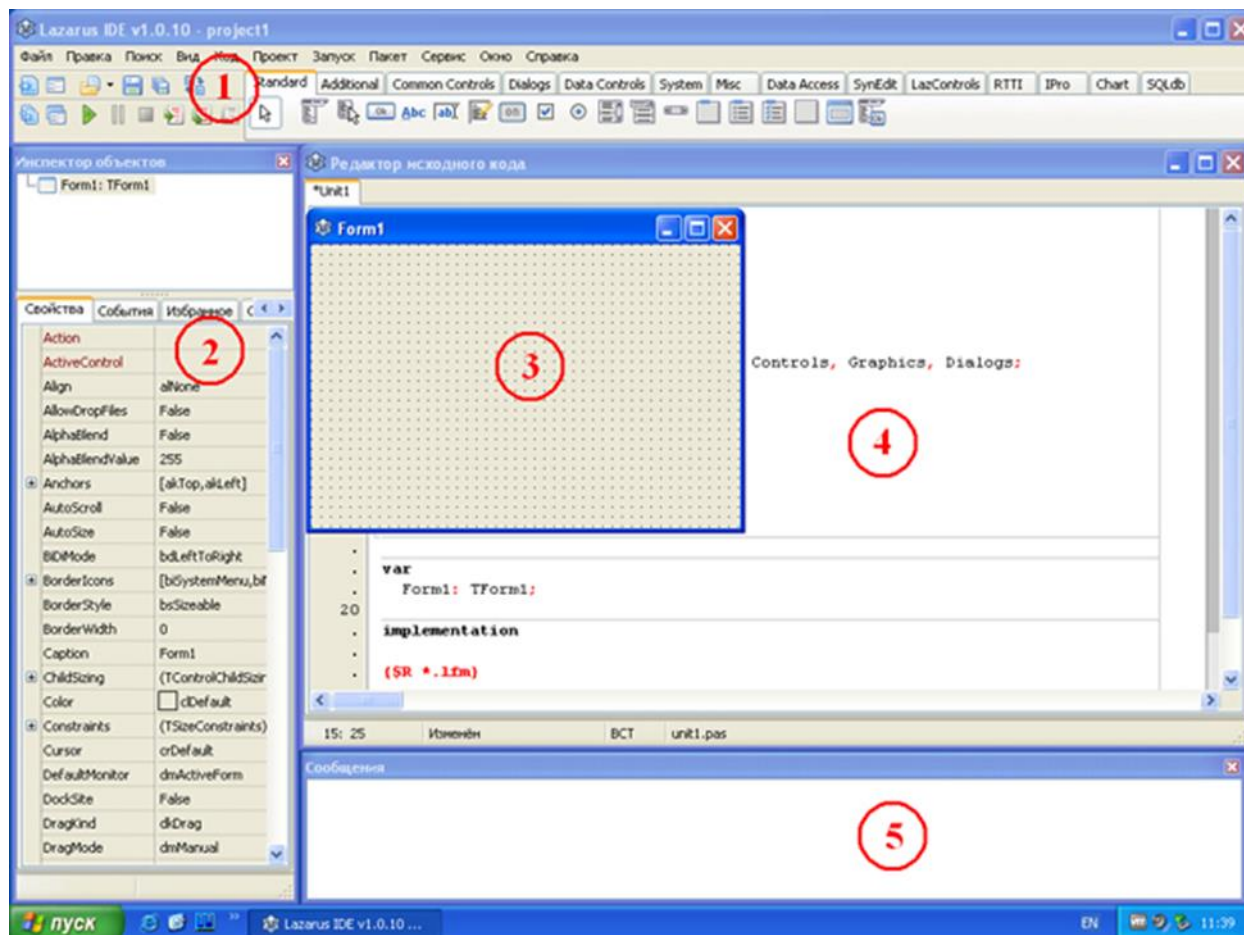 Lazarus IDE v1.0.10 - project1
Файл Правка Поиск Вид Код Проект Запуск Пакет Сервис Окно Справка
1
Standard Additional Common Controls Dialogs Data Controls System Misc Data Access SynEdit LazControls RTTI IPro Chart SQLdb
Ok Abc ab on
Инспектор объектов
Form1: TForm1
Свойства События Избранное
2
Action
ActiveControl
Align alNone
AllowDropFiles False
AlphaBlend False
AlphaBlendValue 255
Anchors [akTop,akLeft]
AutoScroll False
AutoSize False
BiDiMode bdLeftToRight
BorderIcons [biSystemMenu,
BorderStyle bsSizeable
BorderWidth 0
Caption Form1
ChildSizing (TControlChildSizin
Color clDefault
Constraints (TSizeConstraints)
Cursor crDefault
DefaultMonitor dmActiveForm
DockSite False
DragKind dkDrag
DragMode dmManual
Редактор исходного кода
*Unit1
Form1
3
Controls, Graphics, Dialogs;
4
var
Form1: TForm1;
20
implementation
{$R *.lfm}
15: 25 Изменён ВСТ unit1.pas
Сообщения
5
пуск
Lazarus IDE v1.0.10 ...
EN
11:39